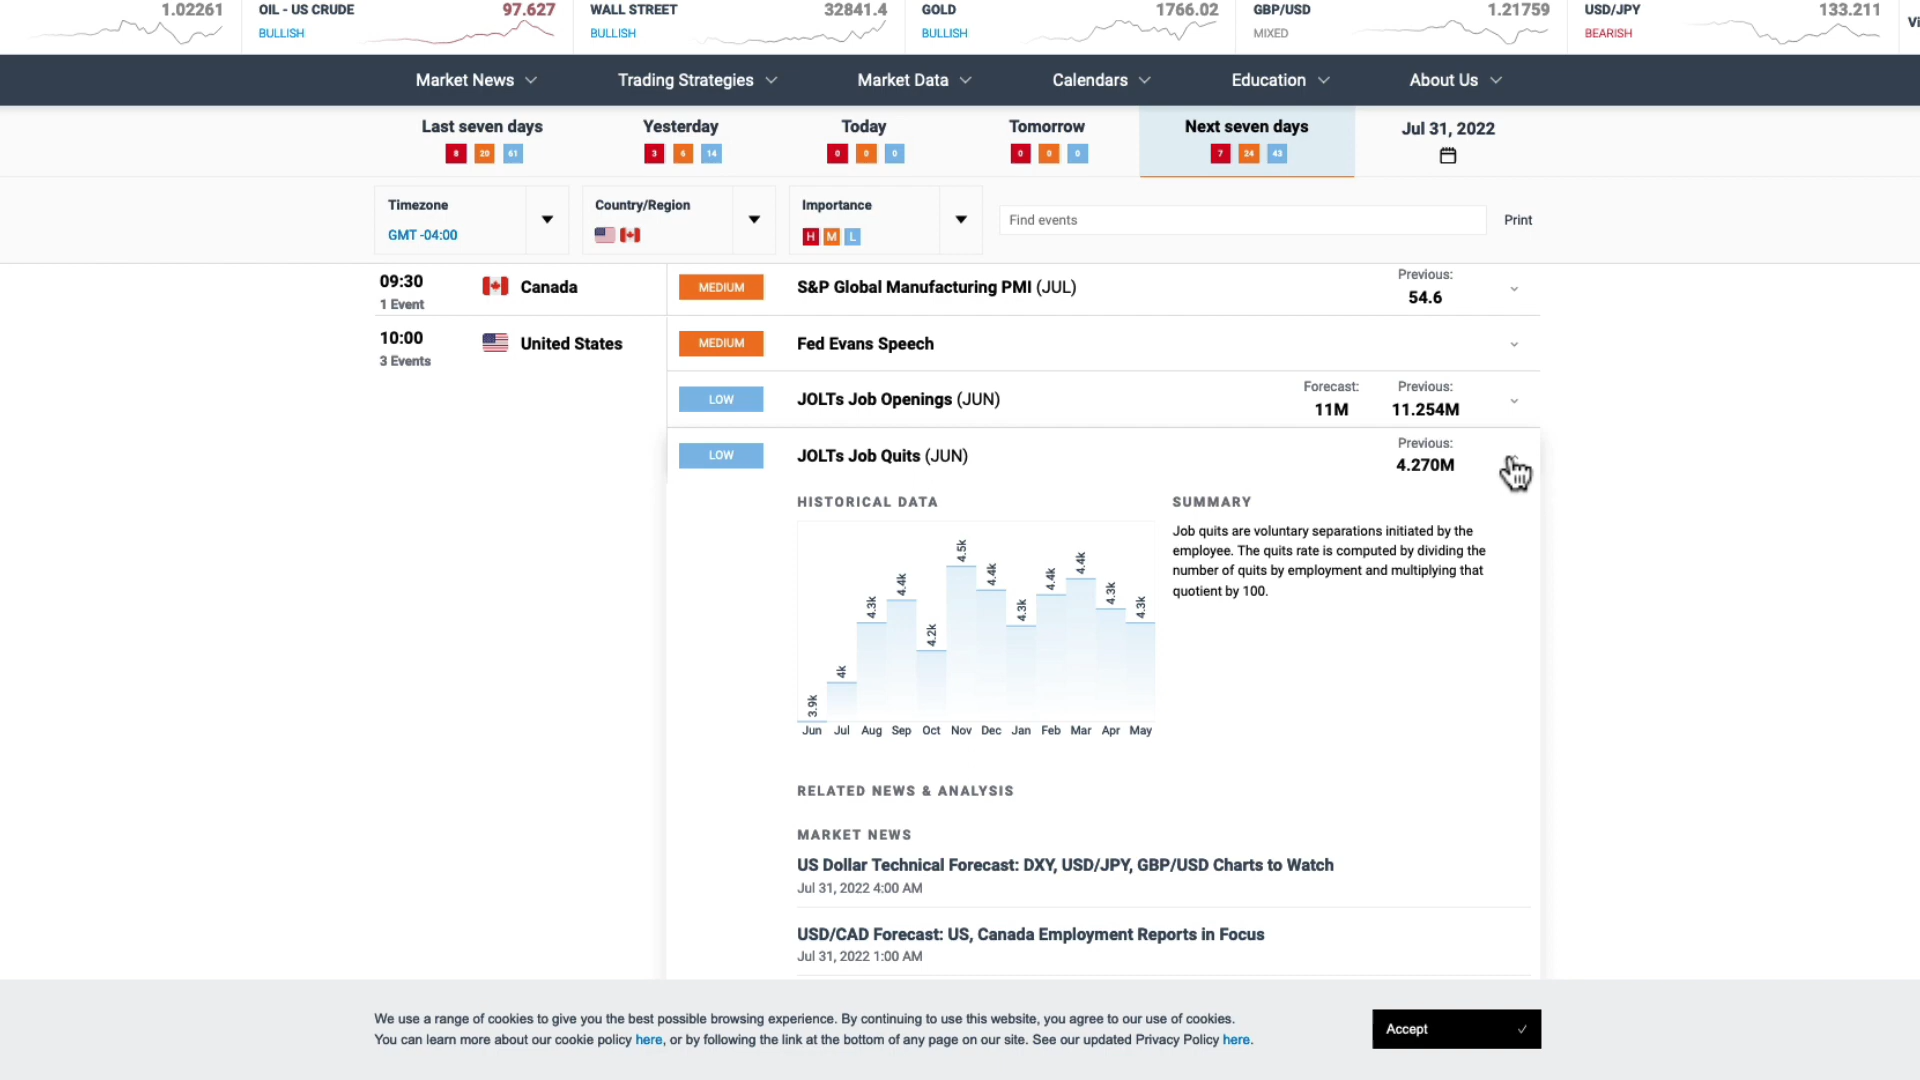 1.02261
OIL - US CRUDE 97.627
BULLISH
WALL STREET 32841.4
BULLISH
GOLD 1766.02
BULLISH
GBP/USD 1.21759
MIXED
USD/JPY 133.211
BEARISH
Vi
Market News
Trading Strategies
Market Data
Calendars
Education
About Us
Last seven days
8 20 61
Yesterday
3 6 14
Today
0 0 0
Tomorrow
0 0 0
Next seven days
7 24 43
Jul 31, 2022
Timezone
GMT -04:00
Country/Region
Importance
H M L
Find events
Print
09:30
1 Event
Canada
MEDIUM
S&P Global Manufacturing PMI (JUL)
Previous:
54.6
10:00
3 Events
United States
MEDIUM
Fed Evans Speech
LOW
JOLTs Job Openings (JUN)
Forecast:
11M
Previous:
11.254M
LOW
JOLTs Job Quits (JUN)
Previous:
4.270M
HISTORICAL DATA
3.9k 4k 4.3k 4.4k 4.2k 4.5k 4.4k 4.3k 4.4k 4.4k 4.3k 4.3k
Jun Jul Aug Sep Oct Nov Dec Jan Feb Mar Apr May
SUMMARY
Job quits are voluntary separations initiated by the
employee. The quits rate is computed by dividing the
number of quits by employment and multiplying that
quotient by 100.
RELATED NEWS & ANALYSIS
MARKET NEWS
US Dollar Technical Forecast: DXY, USD/JPY, GBP/USD Charts to Watch
Jul 31, 2022 4:00 AM
USD/CAD Forecast: US, Canada Employment Reports in Focus
Jul 31, 2022 1:00 AM
We use a range of cookies to give you the best possible browsing experience. By continuing to use this website, you agree to our use of cookies.
You can learn more about our cookie policy here, or by following the link at the bottom of any page on our site. See our updated Privacy Policy here.
Accept